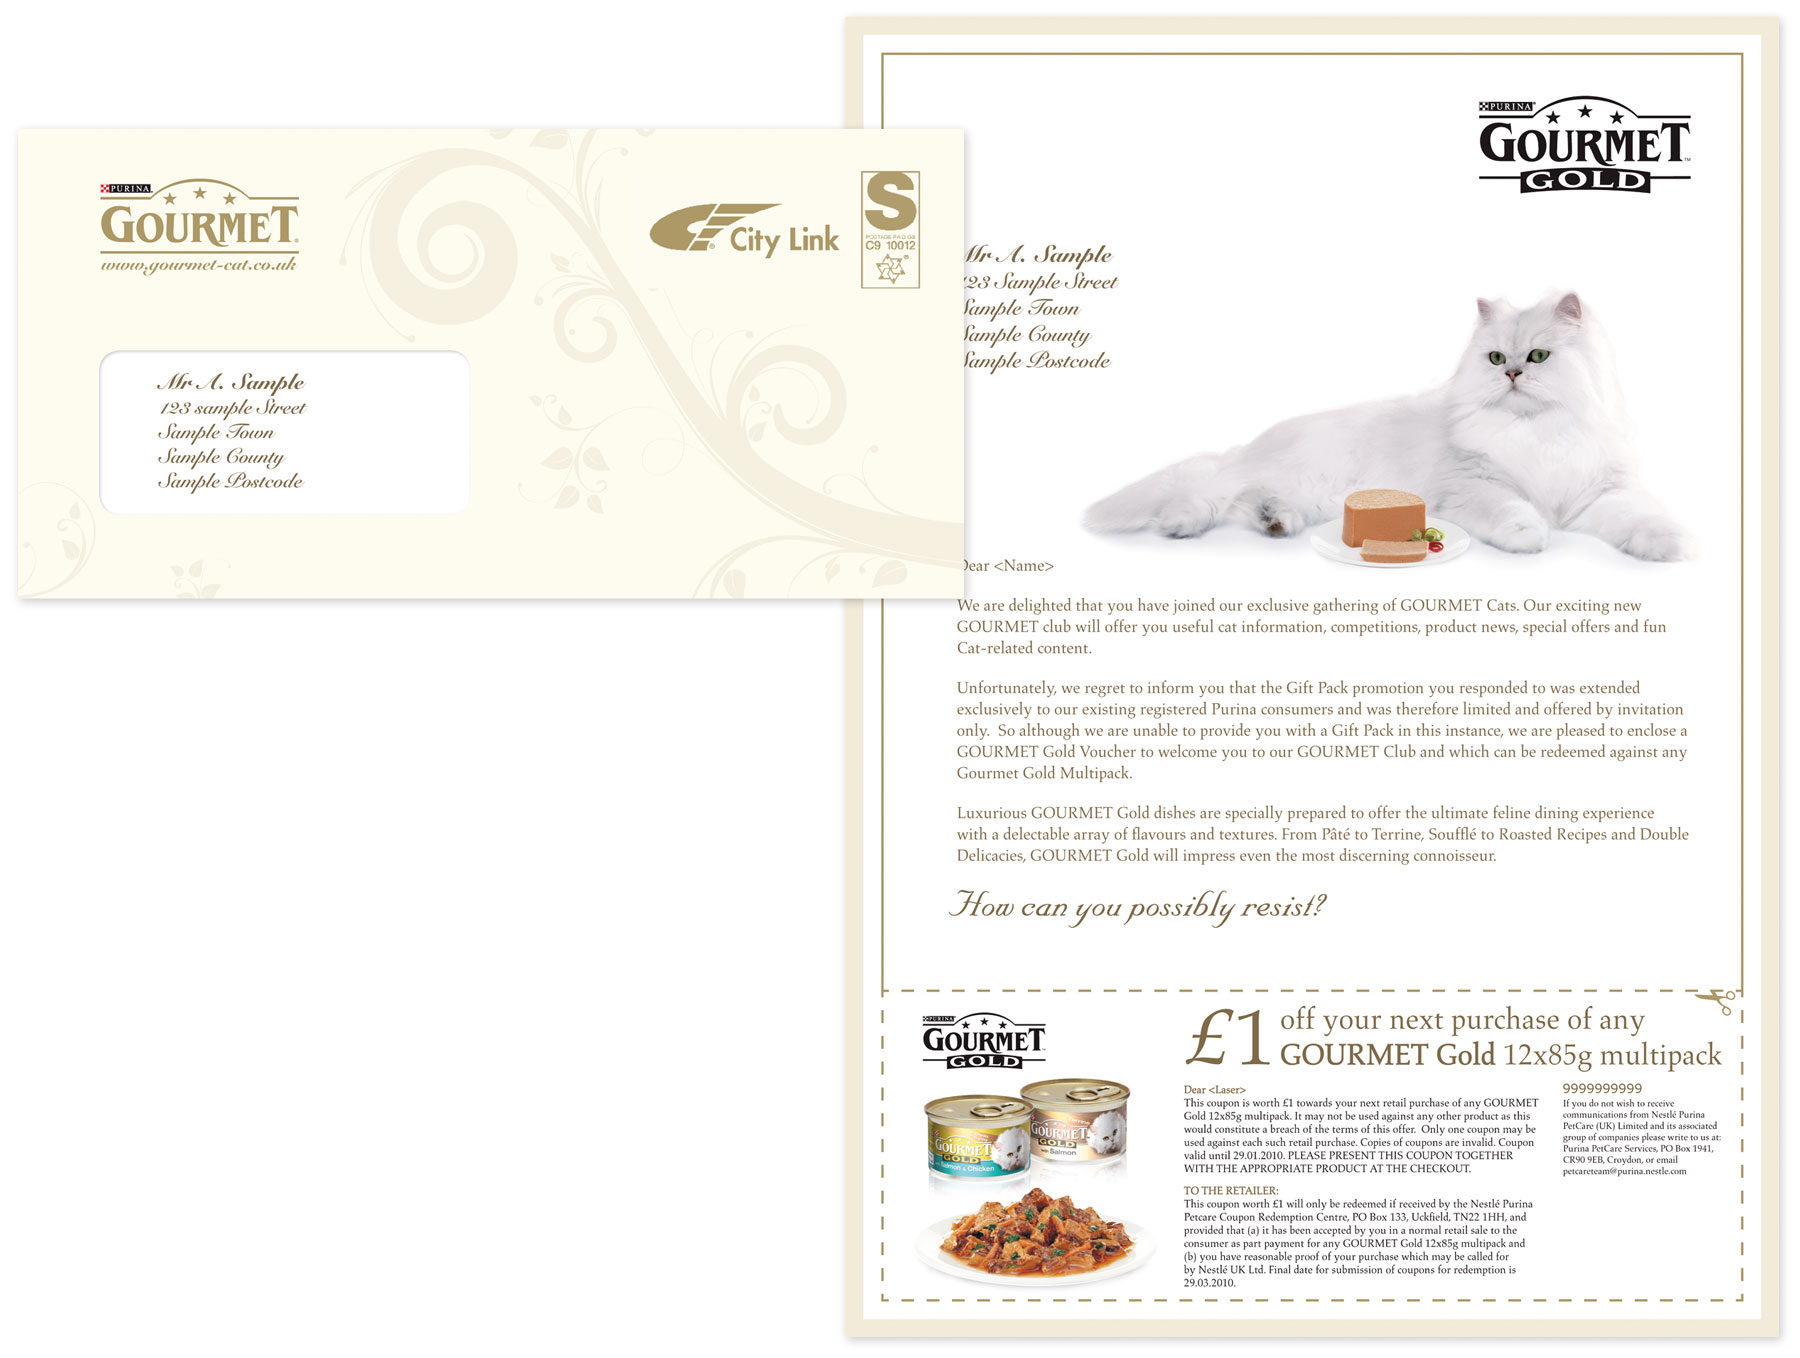 PURINA
GOURMET
www.gourmet-cat.co.uk
City Link
S
POSTAGE PAID GB
C9 10012
Mr A. Sample
123 sample Street
Sample Town
Sample County
Sample Postcode
PURINA
GOURMET™
GOLD
Mr A. Sample
123 Sample Street
Sample Town
Sample County
Sample Postcode
Dear <Name>
We are delighted that you have joined our exclusive gathering of GOURMET Cats. Our exciting new
GOURMET club will offer you useful cat information, competitions, product news, special offers and fun
Cat-related content.
Unfortunately, we regret to inform you that the Gift Pack promotion you responded to was extended
exclusively to our existing registered Purina consumers and was therefore limited and offered by invitation
only. So although we are unable to provide you with a Gift Pack in this instance, we are pleased to enclose a
GOURMET Gold Voucher to welcome you to our GOURMET Club and which can be redeemed against any
Gourmet Gold Multipack.
Luxurious GOURMET Gold dishes are specially prepared to offer the ultimate feline dining experience
with a delectable array of flavours and textures. From Pâté to Terrine, Soufflé to Roasted Recipes and Double
Delicacies, GOURMET Gold will impress even the most discerning connoisseur.
How can you possibly resist?
PURINA
GOURMET
GOLD
£1 off your next purchase of any
GOURMET Gold 12x85g multipack
Dear <Laser>
This coupon is worth £1 towards your next retail purchase of any GOURMET
Gold 12x85g multipack. It may not be used against any other product as this
would constitute a breach of the terms of this offer. Only one coupon may be
used against each such retail purchase. Copies of coupons are invalid. Coupon
valid until 29.01.2010. PLEASE PRESENT THIS COUPON TOGETHER
WITH THE APPROPRIATE PRODUCT AT THE CHECKOUT.
TO THE RETAILER:
This coupon worth £1 will only be redeemed if received by the Nestlé Purina
Petcare Coupon Redemption Centre, PO Box 133, Uckfield, TN22 1HH, and
provided that (a) it has been accepted by you in a normal retail sale to the
consumer as part payment for any GOURMET Gold 12x85g multipack and
(b) you have reasonable proof of your purchase which may be called for
by Nestlé UK Ltd. Final date for submission of coupons for redemption is
29.03.2010.
9999999999
If you do not wish to receive
communications from Nestlé Purina
PetCare (UK) Limited and its associated
group of companies please write to us at:
Purina PetCare Services, PO Box 1941,
CR90 9EB, Croydon, or email
petcareteam@purina.nestle.com
GOURMET
GOLD
Salmon & Chicken
GOURMET
GOLD
with Salmon